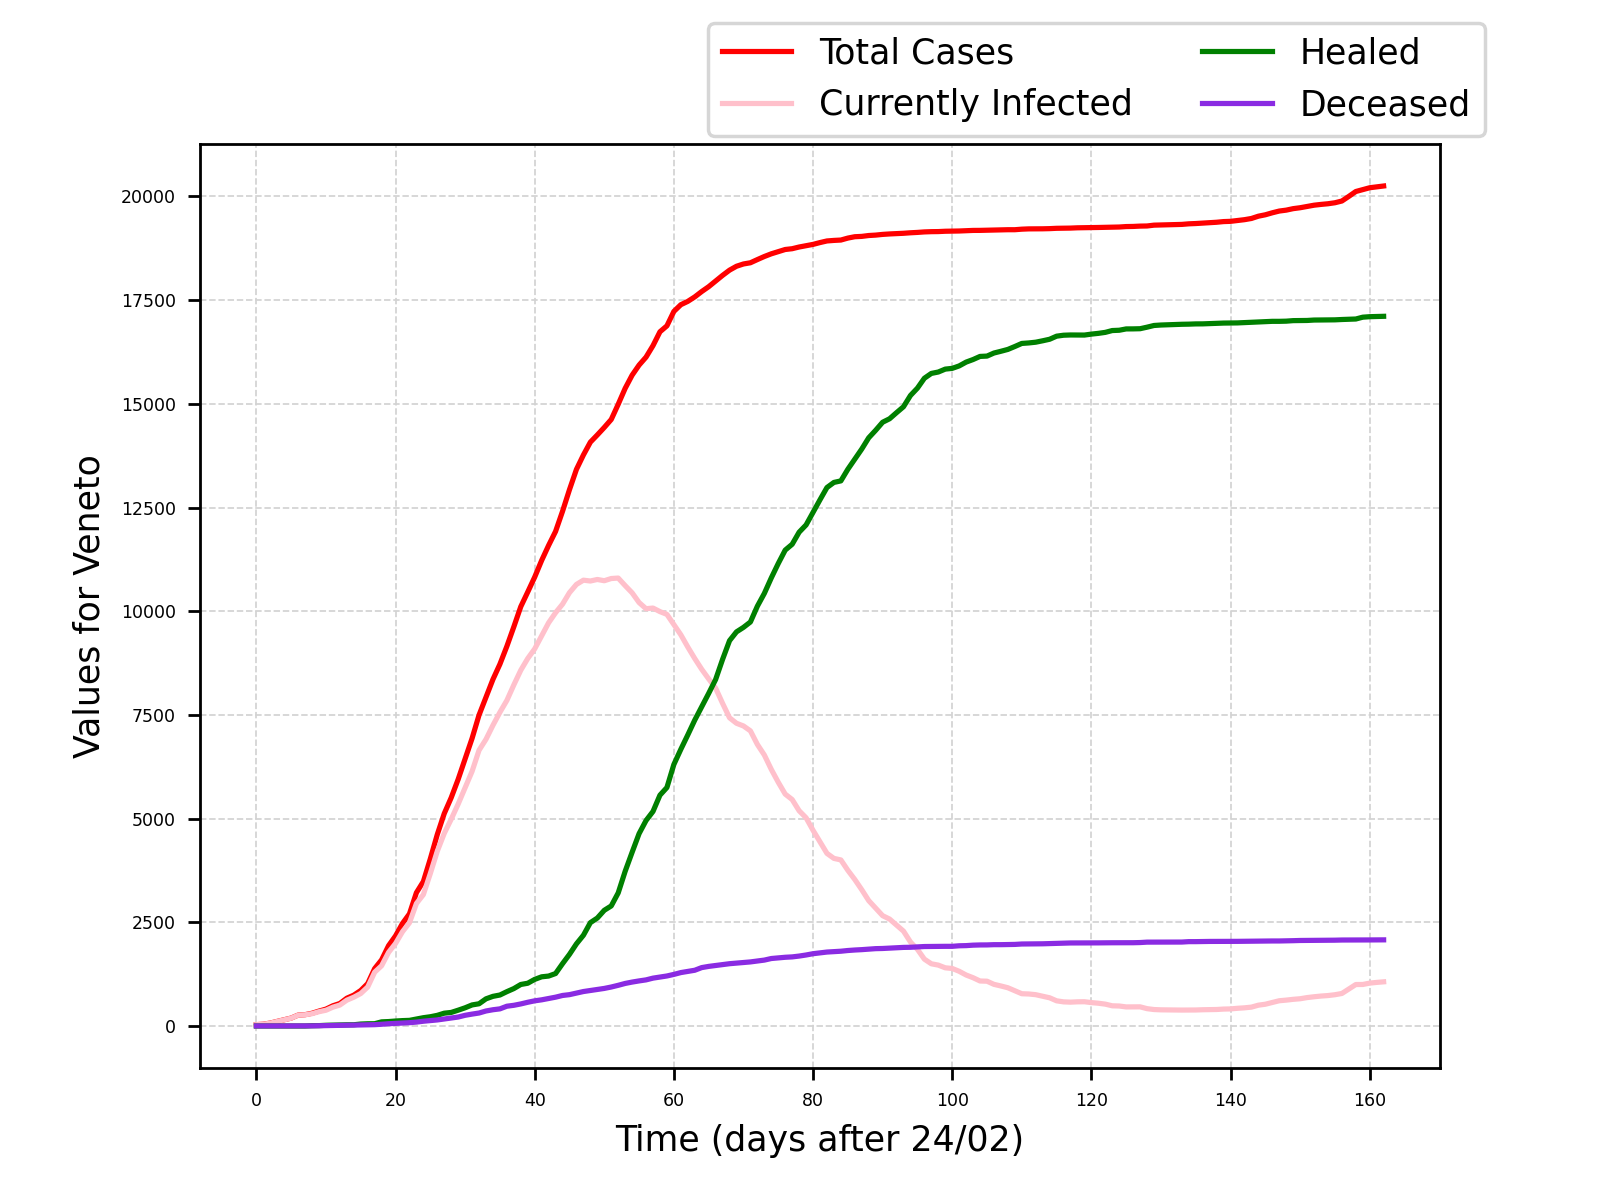 Total Cases
Currently Infected
Healed
Deceased
20000
17500
15000
12500
10000
7500
5000
2500
0
Values for Veneto
0 20 40 60 80 100 120 140 160
Time (days after 24/02)